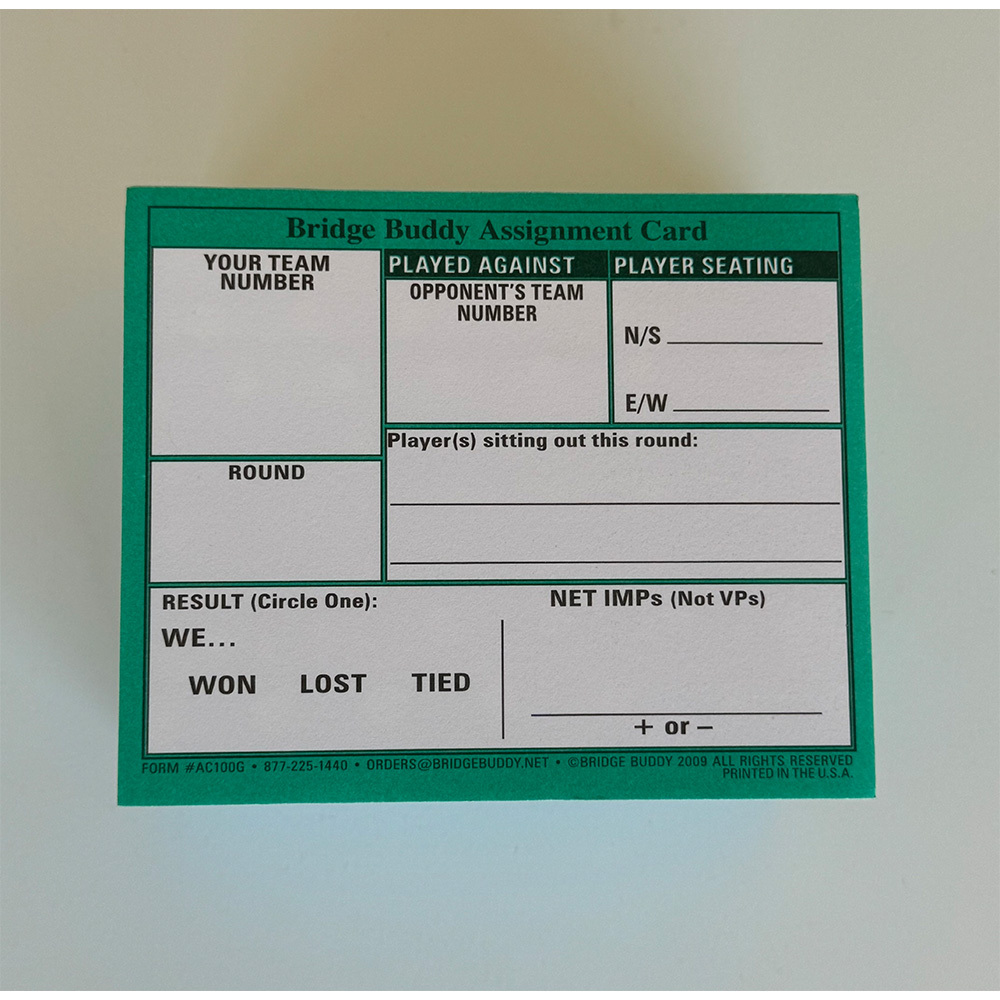 Bridge Buddy Assignment Card
YOUR TEAM
NUMBER
PLAYED AGAINST
OPPONENT'S TEAM
NUMBER
PLAYER SEATING
N/S
E/W
Player(s) sitting out this round:
ROUND
RESULT (Circle One):
WE...
WON LOST TIED
NET IMPs (Not VPs)
+ or –
FORM #AC100G • 877-225-1440 • ORDERS@BRIDGEBUDDY.NET • ©BRIDGE BUDDY 2009 ALL RIGHTS RESERVED
PRINTED IN THE U.S.A.